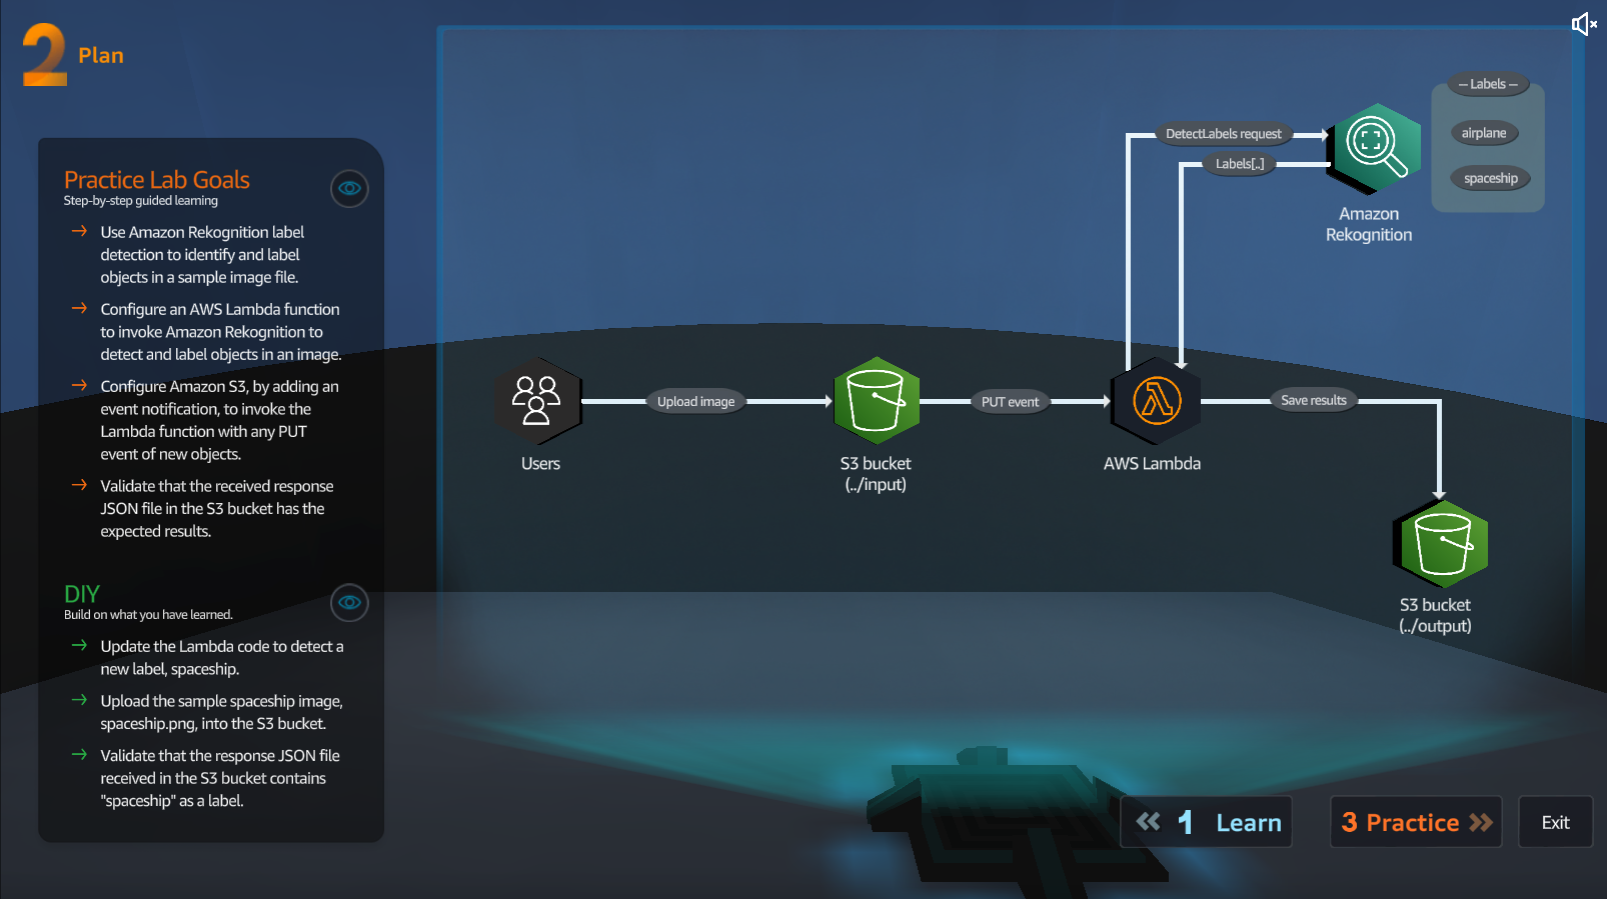 2 Plan
Practice Lab Goals
Step-by-step guided learning
Use Amazon Rekognition label
detection to identify and label
objects in a sample image file.
Configure an AWS Lambda function
to invoke Amazon Rekognition to
detect and label objects in an image.
Configure Amazon S3, by adding an
event notification, to invoke the
Lambda function with any PUT
event of new objects.
Validate that the received response
JSON file in the S3 bucket has the
expected results.
DIY
Build on what you have learned.
Update the Lambda code to detect a
new label, spaceship.
Upload the sample spaceship image,
spaceship.png, into the S3 bucket.
Validate that the response JSON file
received in the S3 bucket contains
"spaceship" as a label.
— Labels —
airplane
spaceship
DetectLabels request
Labels[..]
Amazon
Rekognition
Upload image
PUT event
Save results
Users
S3 bucket
(../input)
AWS Lambda
S3 bucket
(../output)
1 Learn
3 Practice
Exit